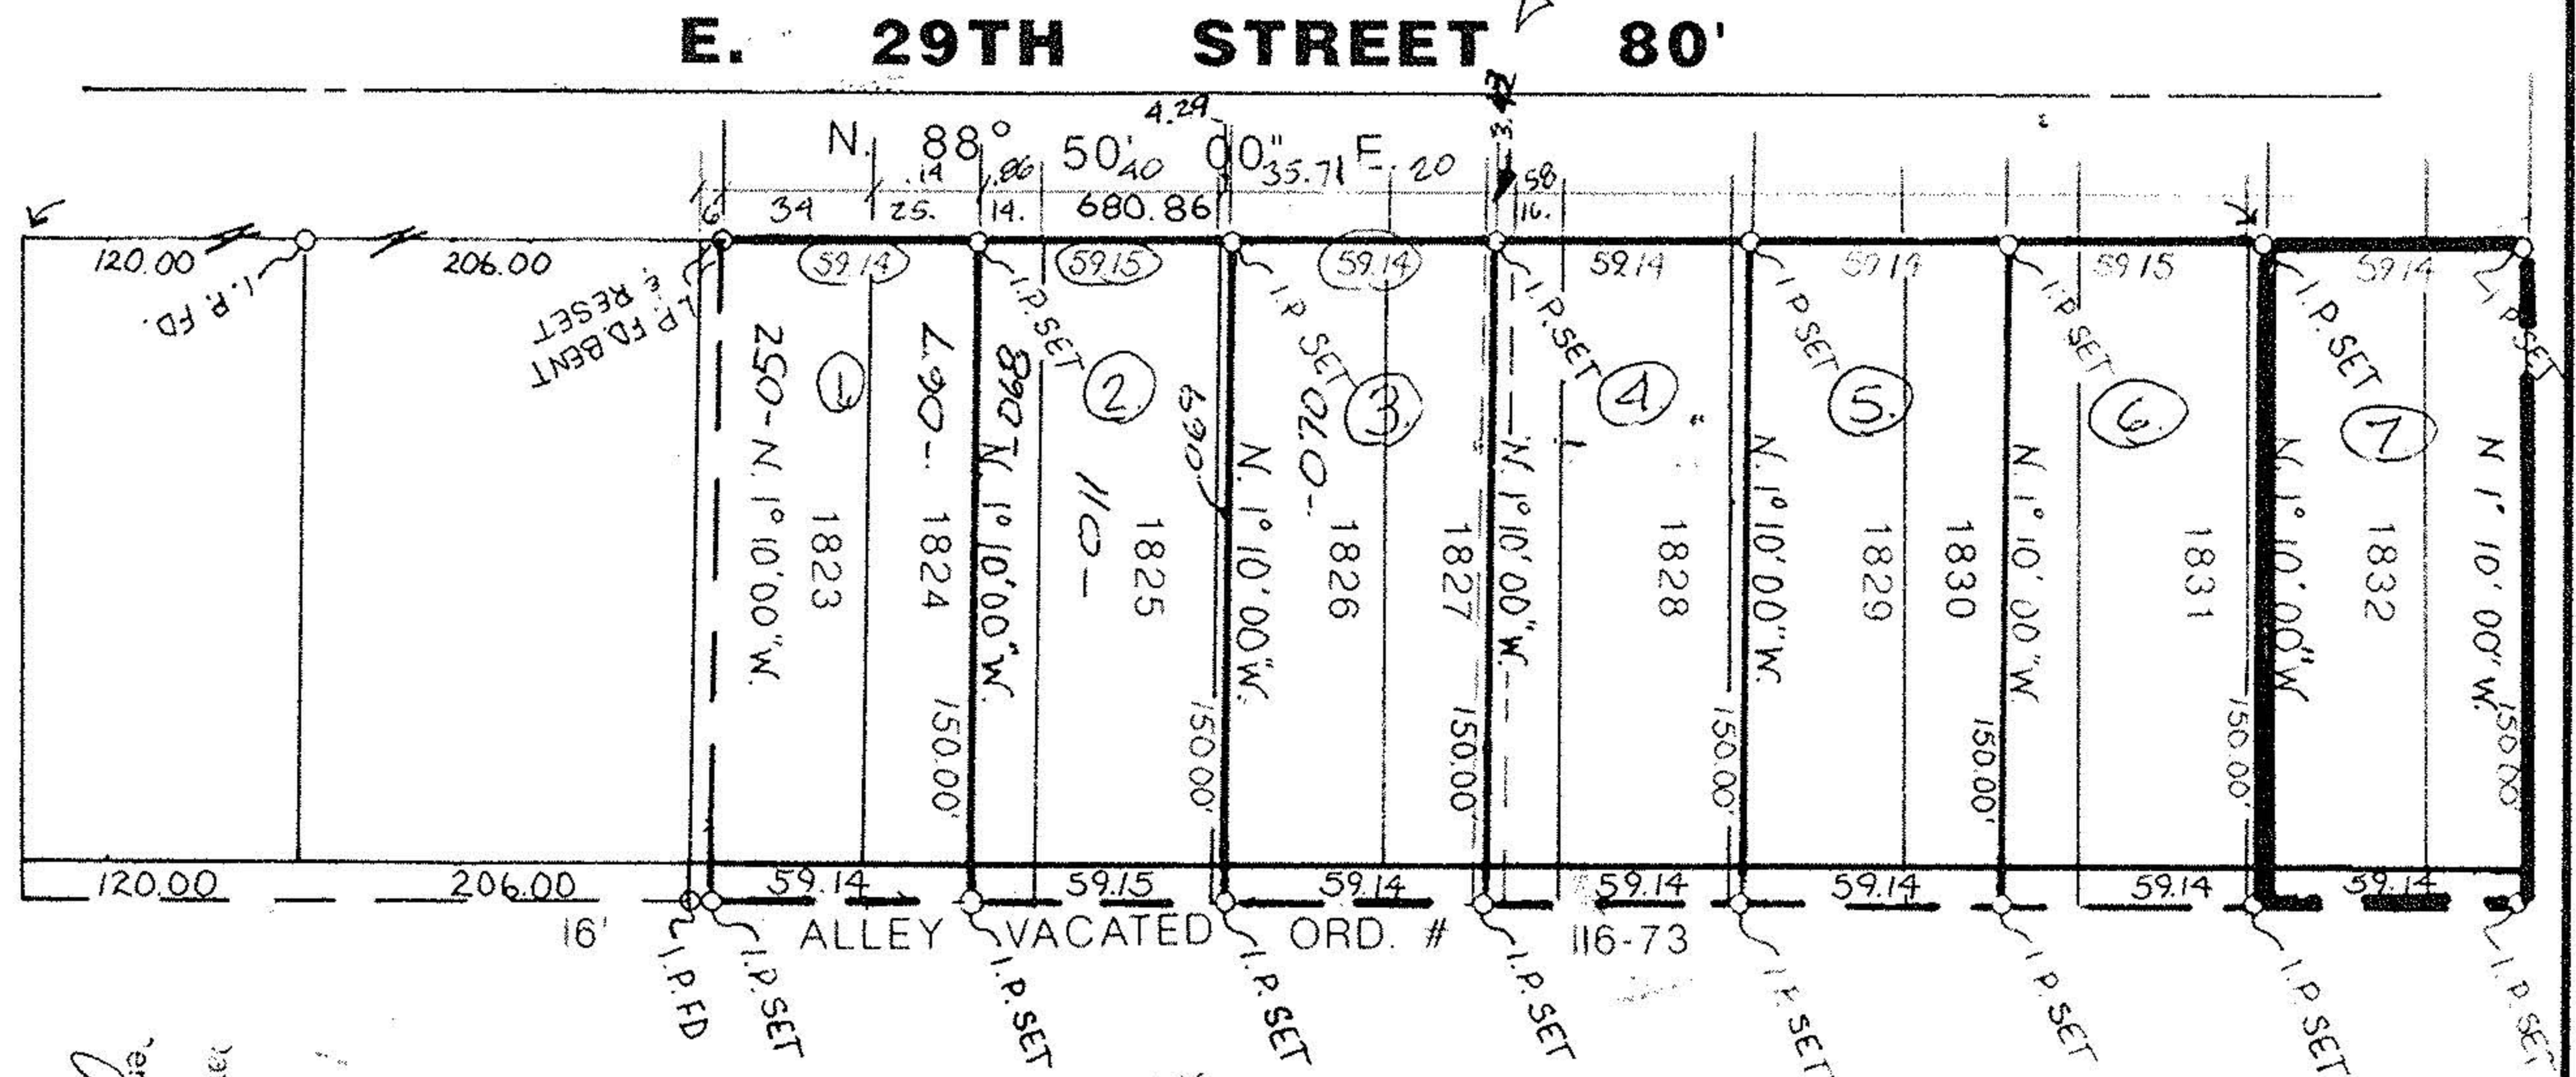 E. 29TH STREET 80'
4.29
3.42
N. 88° 50' 00" E.
.14 .86 40 35.71 20 58
6 34 25. 14. 680.86 16.
120.00 206.00 59.14 59.15 59.14 59.14 59.14 59.15 59.14
I.P. FD.
I.P. FD. BENT
& RESET
I.P. SET
I.P. SET
I.P. SET
I.P. SET
I.P. SET
I.P. SET
I.P. SET
1 2. 3. 4 5. 6. 7
250- N. 1° 10' 00" W.
1823
L90-
1824
068
N. 1° 10' 00" W.
110-
1825
069
N. 1° 10' 00" W.
070-
1826
1827
N. 1° 10' 00" W.
1828
N. 1° 10' 00" W.
1829
1830
N. 1° 10' 00" W.
1831
N. 1° 10' 00" W.
1832
N 1° 10' 00" W.
150.00' 150.00' 150.00' 150.00' 150.00' 150.00' 150.00'
120.00 206.00 59.14 59.15 59.14 59.14 59.14 59.14 59.14
16' ALLEY VACATED ORD. # 116-73
I.P. FD
I.P. SET
I.P. SET
I.P. SET
I.P. SET
I.P. SET
I.P. SET
I.P. SET
I.P. SET